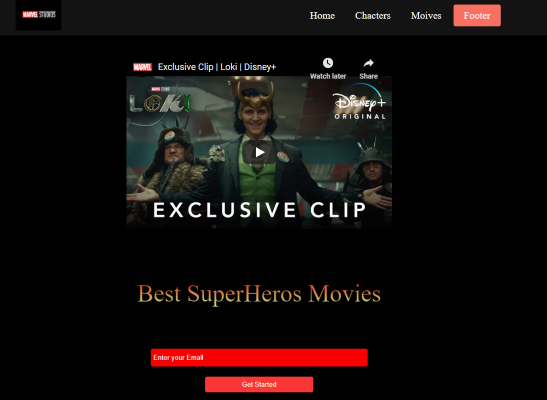 MARVEL STUDIOS
Home Chacters Moives Footer
MARVEL Exclusive Clip | Loki | Disney+
Watch later Share
MARVEL STUDIOS
LOKI
Disney+
ORIGINAL
EXCLUSIVE CLIP
Best SuperHeros Movies
Enter your Email
Get Started